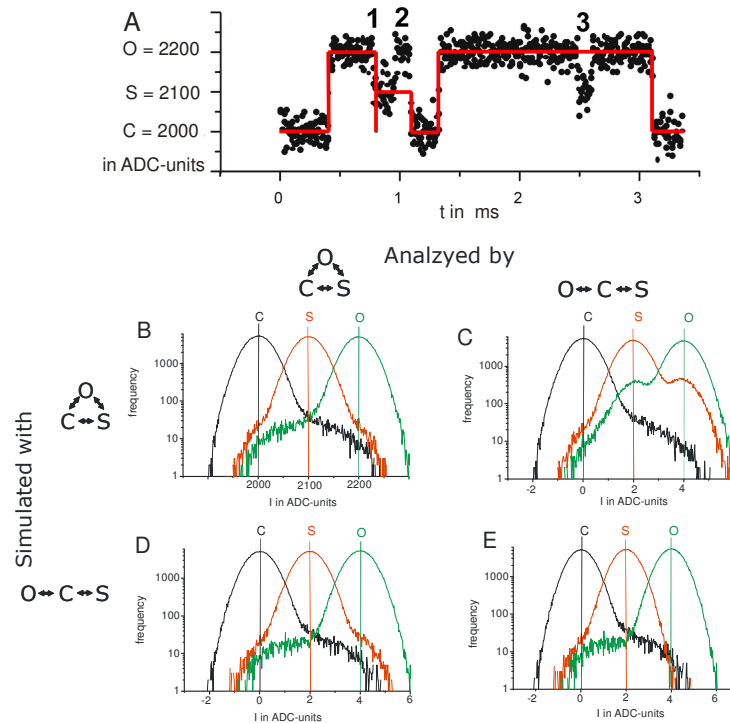 A
1 2 3
O = 2200
S = 2100
C = 2000
in ADC-units
0 1 2 3
t in ms
Analzyed by
O
C S
O C S
Simulated with
O
C S
O C S
B
C S O
frequency
1000
100
10
1
2000 2100 2200
I in ADC-units
C
C S O
frequency
1000
100
10
1
-2 0 2 4
I in ADC-units
D
C S O
frequency
1000
100
10
1
-2 0 2 4 6
I in ADC-units
E
C S O
frequency
1000
100
10
1
-2 0 2 4 6
I in ADC-units